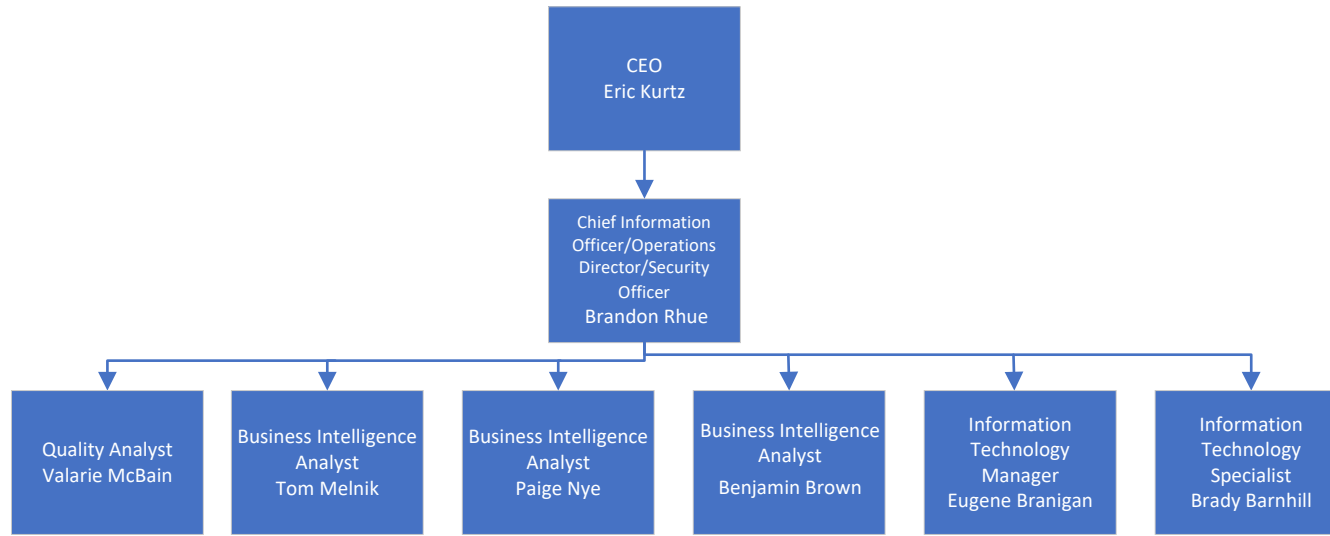 CEO
Eric Kurtz
Chief Information
Officer/Operations
Director/Security
Officer
Brandon Rhue
Quality Analyst
Valarie McBain
Business Intelligence
Analyst
Tom Melnik
Business Intelligence
Analyst
Paige Nye
Business Intelligence
Analyst
Benjamin Brown
Information
Technology
Manager
Eugene Branigan
Information
Technology
Specialist
Brady Barnhill